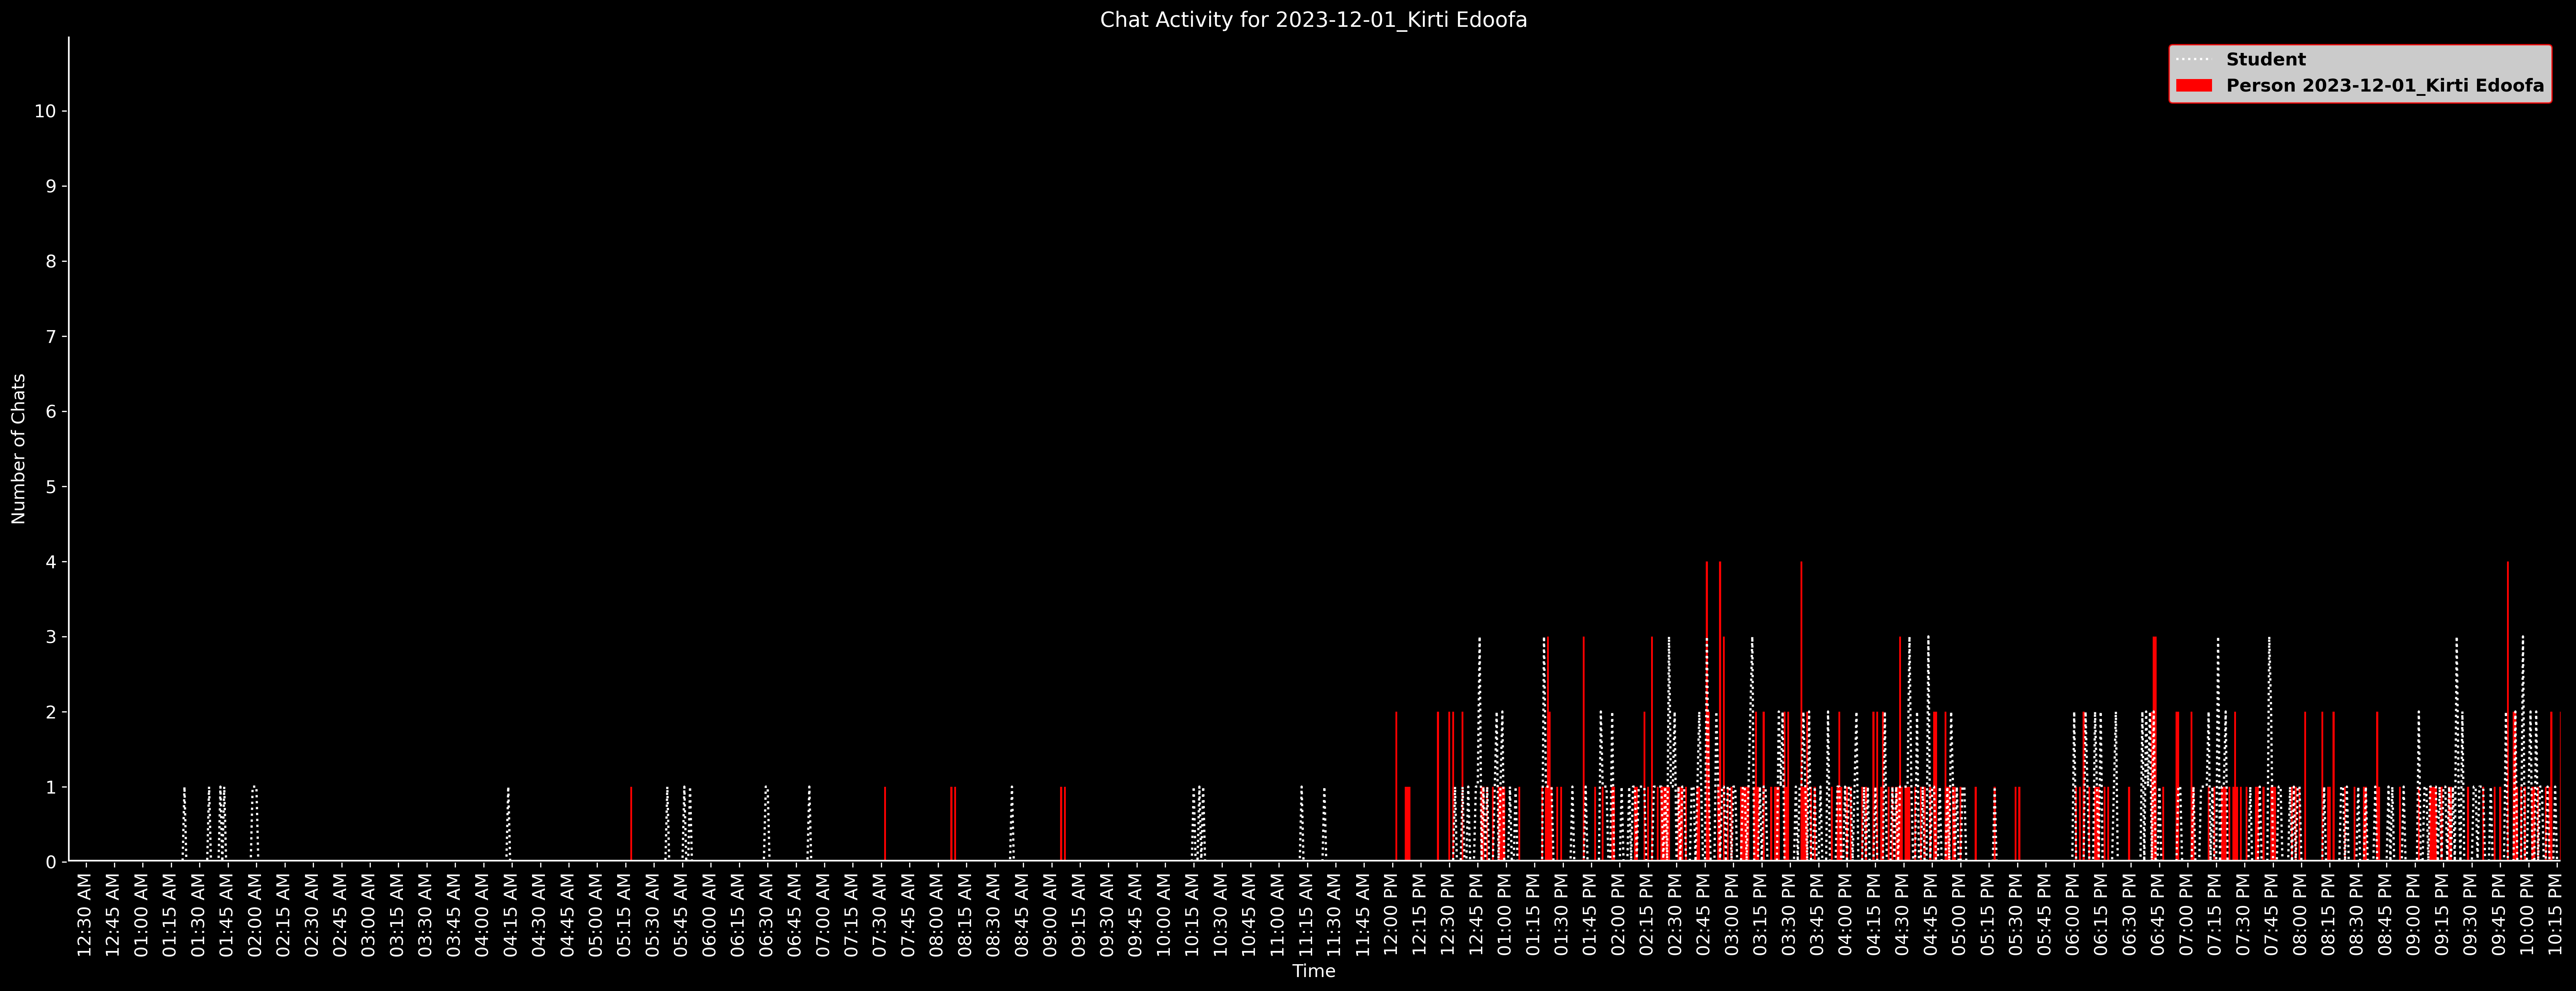 Chat Activity for 2023-12-01_Kirti Edoofa
Student
Person 2023-12-01_Kirti Edoofa
Number of Chats
10
9
8
7
6
5
4
3
2
1
0
12:30 AM
12:45 AM
01:00 AM
01:15 AM
01:30 AM
01:45 AM
02:00 AM
02:15 AM
02:30 AM
02:45 AM
03:00 AM
03:15 AM
03:30 AM
03:45 AM
04:00 AM
04:15 AM
04:30 AM
04:45 AM
05:00 AM
05:15 AM
05:30 AM
05:45 AM
06:00 AM
06:15 AM
06:30 AM
06:45 AM
07:00 AM
07:15 AM
07:30 AM
07:45 AM
08:00 AM
08:15 AM
08:30 AM
08:45 AM
09:00 AM
09:15 AM
09:30 AM
09:45 AM
10:00 AM
10:15 AM
10:30 AM
10:45 AM
11:00 AM
11:15 AM
11:30 AM
11:45 AM
12:00 PM
12:15 PM
12:30 PM
12:45 PM
01:00 PM
01:15 PM
01:30 PM
01:45 PM
02:00 PM
02:15 PM
02:30 PM
02:45 PM
03:00 PM
03:15 PM
03:30 PM
03:45 PM
04:00 PM
04:15 PM
04:30 PM
04:45 PM
05:00 PM
05:15 PM
05:30 PM
05:45 PM
06:00 PM
06:15 PM
06:30 PM
06:45 PM
07:00 PM
07:15 PM
07:30 PM
07:45 PM
08:00 PM
08:15 PM
08:30 PM
08:45 PM
09:00 PM
09:15 PM
09:30 PM
09:45 PM
10:00 PM
10:15 PM
Time